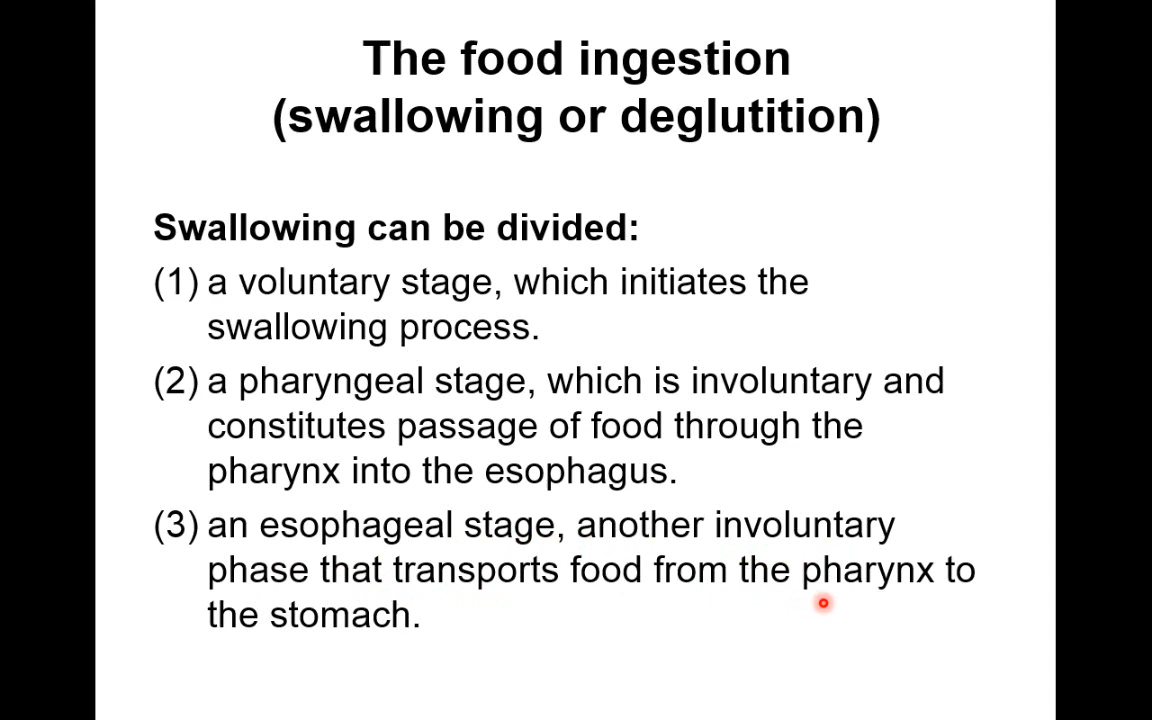 The food ingestion
(swallowing or deglutition)
Swallowing can be divided:
(1) a voluntary stage, which initiates the
swallowing process.
(2) a pharyngeal stage, which is involuntary and
constitutes passage of food through the
pharynx into the esophagus.
(3) an esophageal stage, another involuntary
phase that transports food from the pharynx to
the stomach.